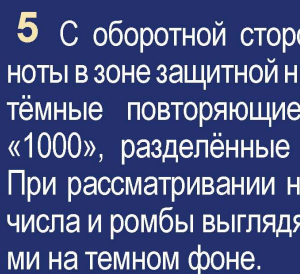 5 С оборотной стор
ноты в зоне защитной н
тёмные повторяющие
«1000», разделённые
При рассматривании н
числа и ромбы выглядя
ми на темном фоне.